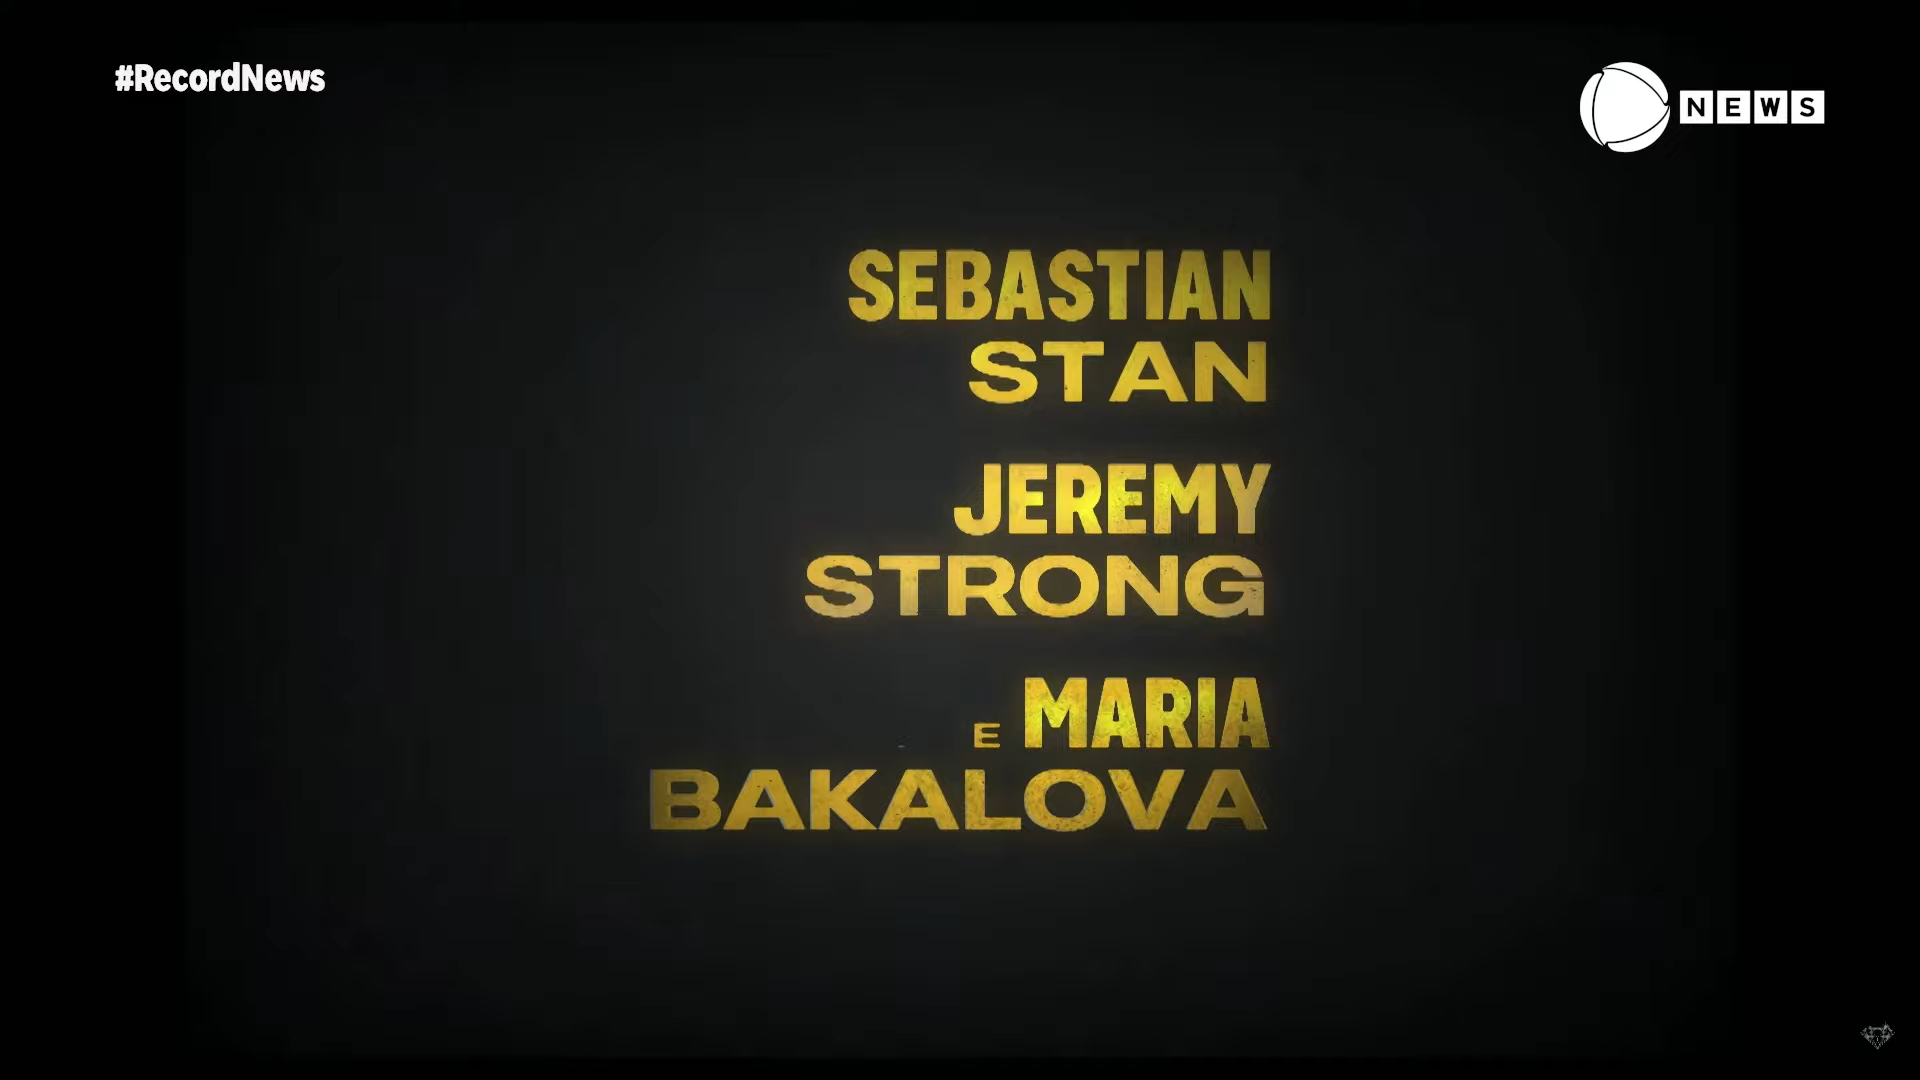 #RecordNews
NEWS
SEBASTIAN
STAN
JEREMY
STRONG
E MARIA
BAKALOVA